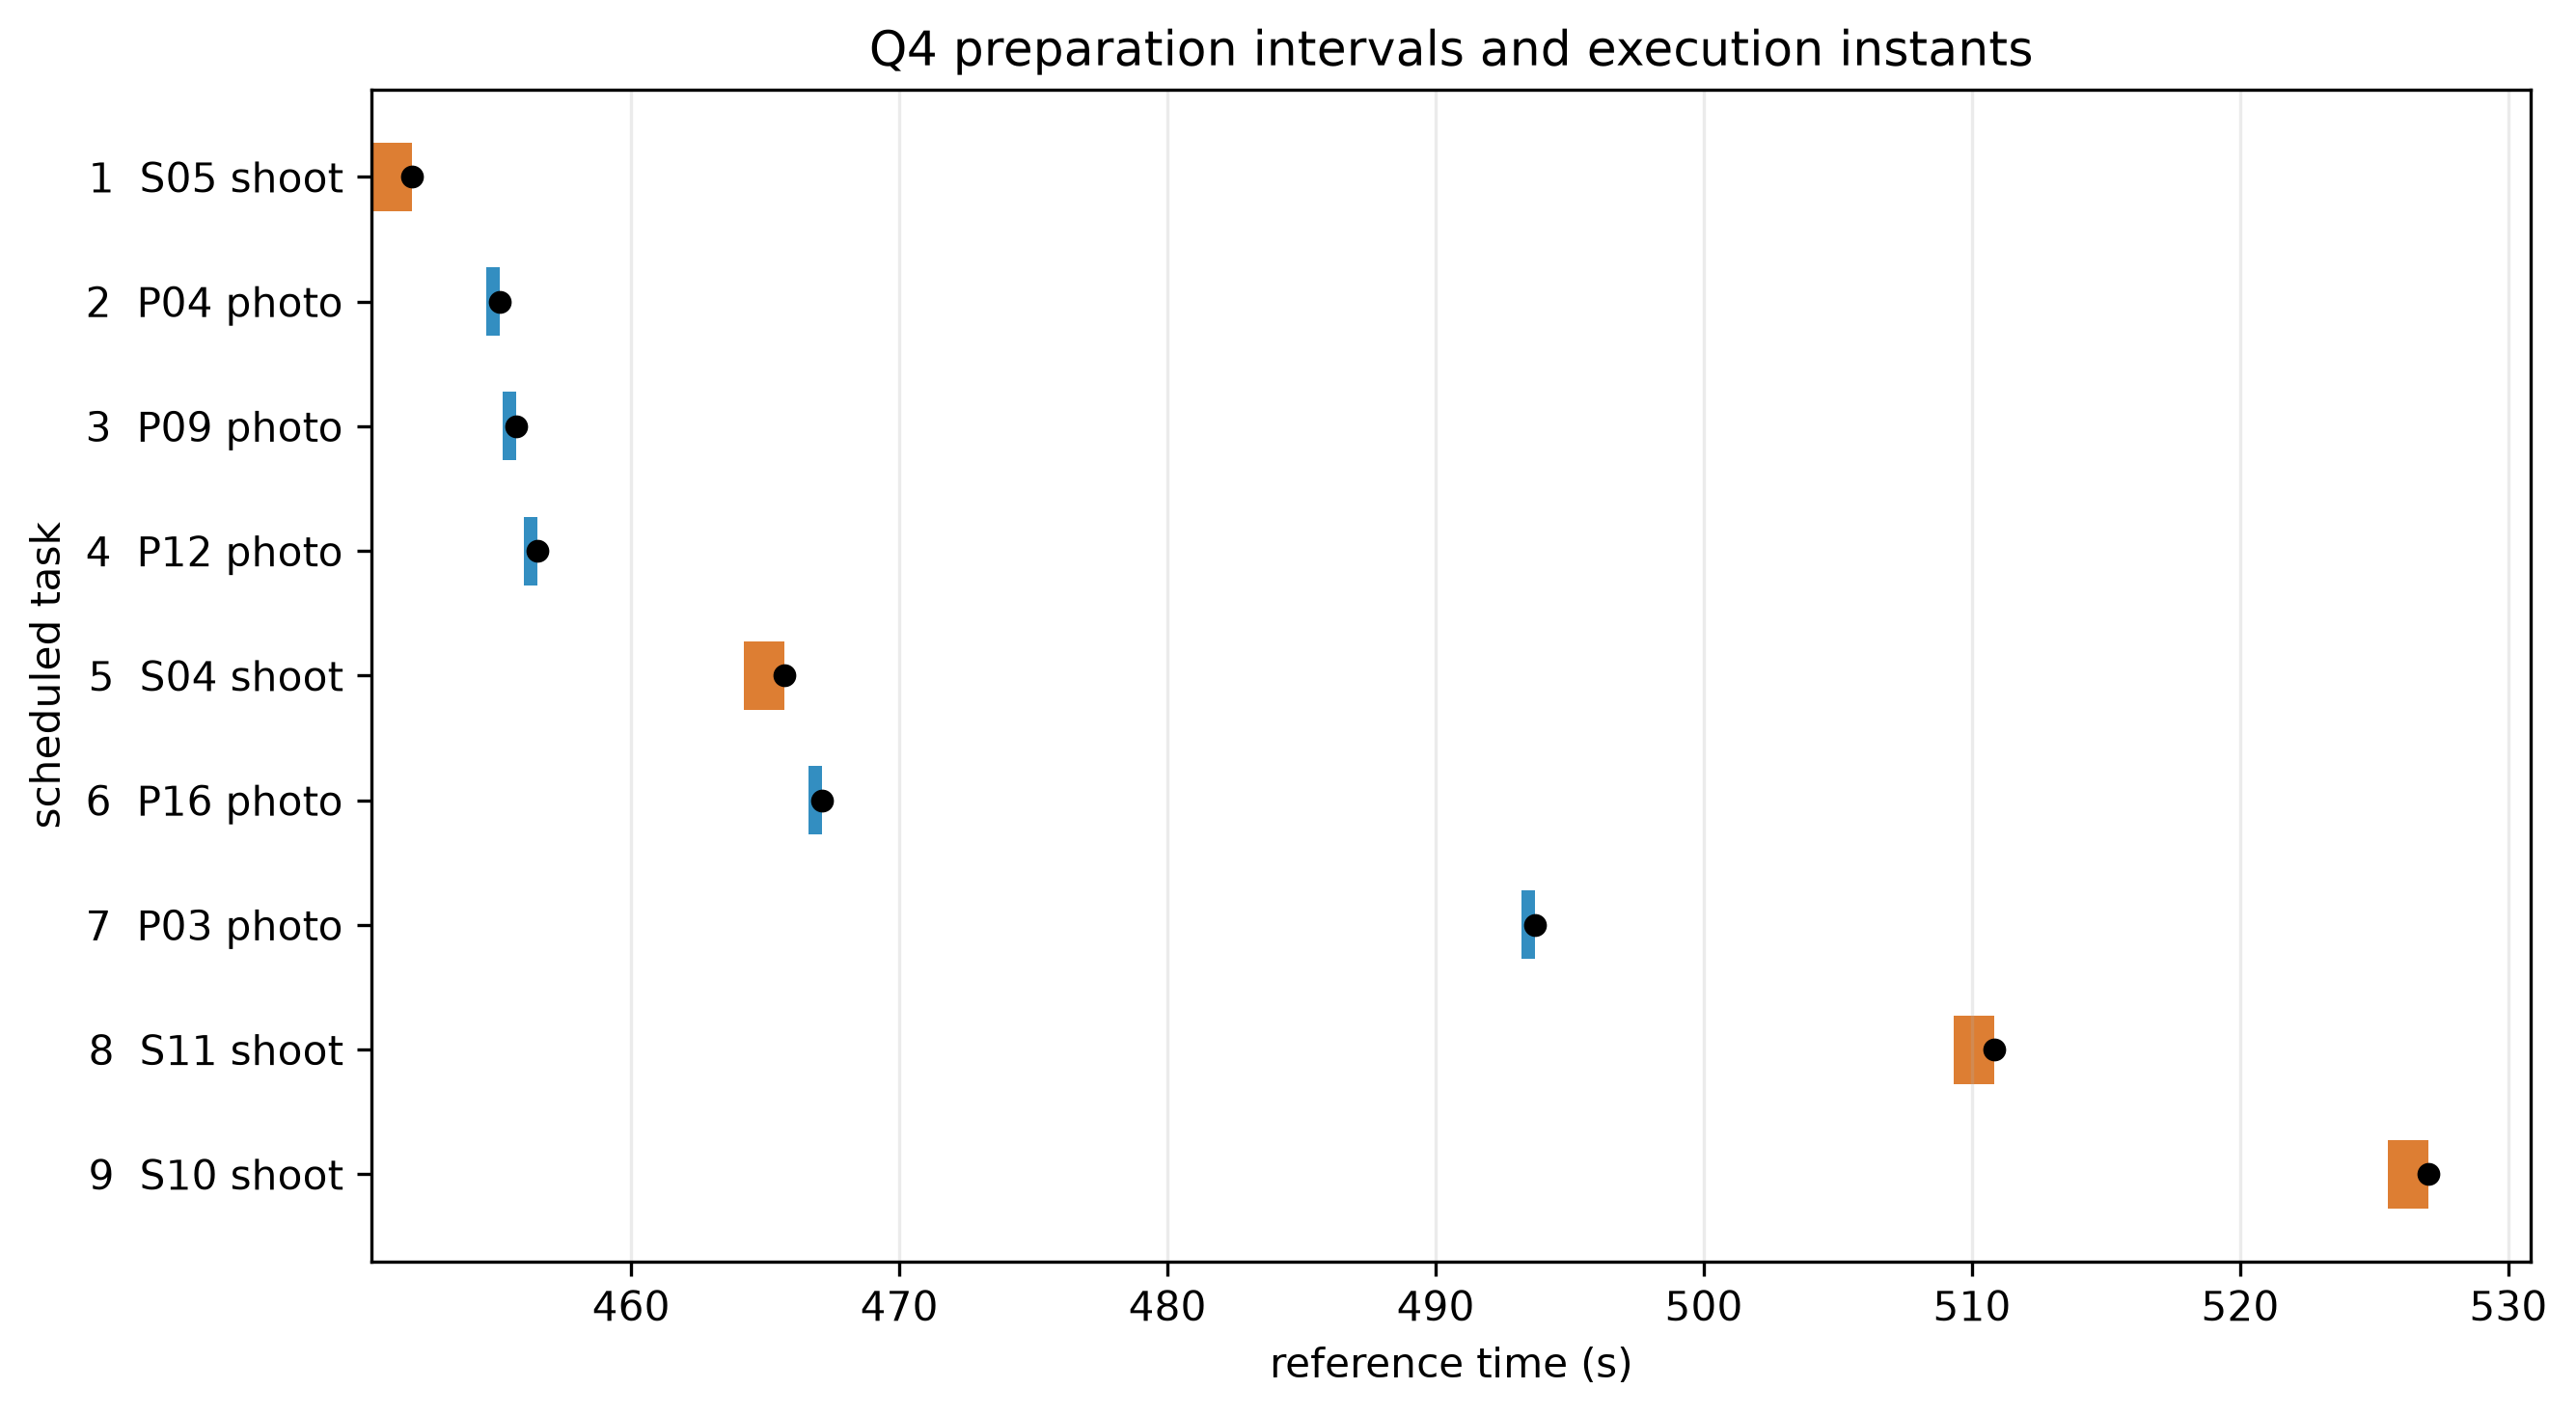 Q4 preparation intervals and execution instants
scheduled task
1 S05 shoot
2 P04 photo
3 P09 photo
4 P12 photo
5 S04 shoot
6 P16 photo
7 P03 photo
8 S11 shoot
9 S10 shoot
460 470 480 490 500 510 520 530
reference time (s)